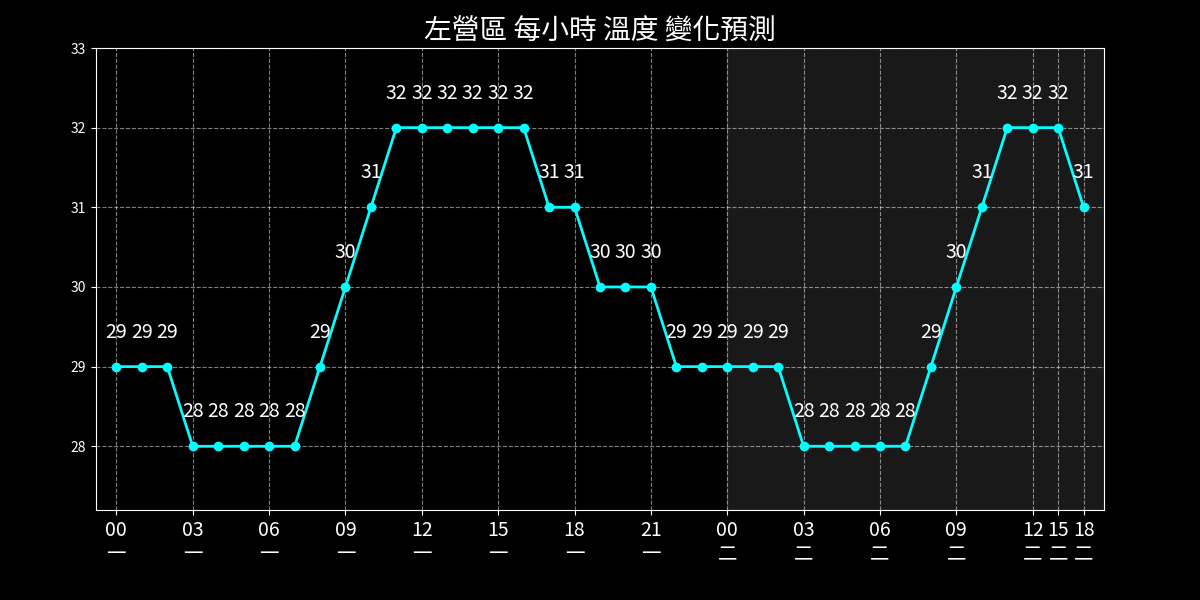 左營區 每小時 溫度 變化預測
33
32 32 32 32 32 32 32 32 32
32
31 31 31 31 31
31
30 30 30 30 30
30
29 29 29 29 29 29 29 29 29 29
29
28 28 28 28 28 28 28 28 28 28
28
00 03 06 09 12 15 18 21 00 03 06 09 12 15 18
一 一 一 一 一 一 一 一 二 二 二 二 二 二 二